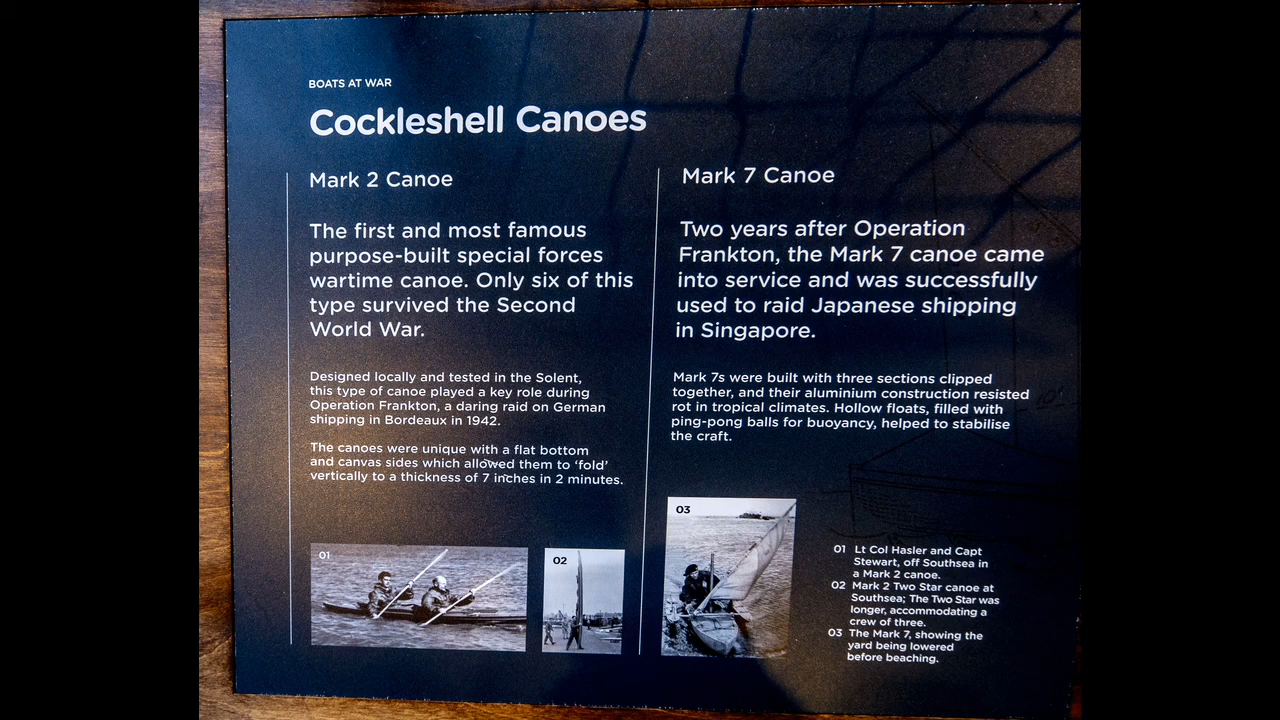 BOATS AT WAR
Cockleshell Canoes
Mark 2 Canoe
The first and most famous
purpose-built special forces
wartime canoe. Only six of this
type survived the Second
World War.
Designed locally and tested in the Solent,
this type of canoe played a key role during
Operation Frankton, a daring raid on German
shipping in Bordeaux in 1942.
The canoes were unique with a flat bottom
and canvas sides which allowed them to ‘fold’
vertically to a thickness of 7 inches in 2 minutes.
01
02
Mark 7 Canoe
Two years after Operation
Frankton, the Mark 7 canoe came
into service and was successfully
used to raid Japanese shipping
in Singapore.
Mark 7s were built with three sections clipped
together, and their aluminium construction resisted
rot in tropical climates. Hollow floats, filled with
ping-pong balls for buoyancy, helped to stabilise
the craft.
03
01 Lt Col Hasler and Capt
Stewart, off Southsea in
a Mark 2 canoe.
02 Mark 2 Two Star canoe at
Southsea; The Two Star was
longer, accommodating a
crew of three.
03 The Mark 7, showing the
yard being lowered
before beaching.